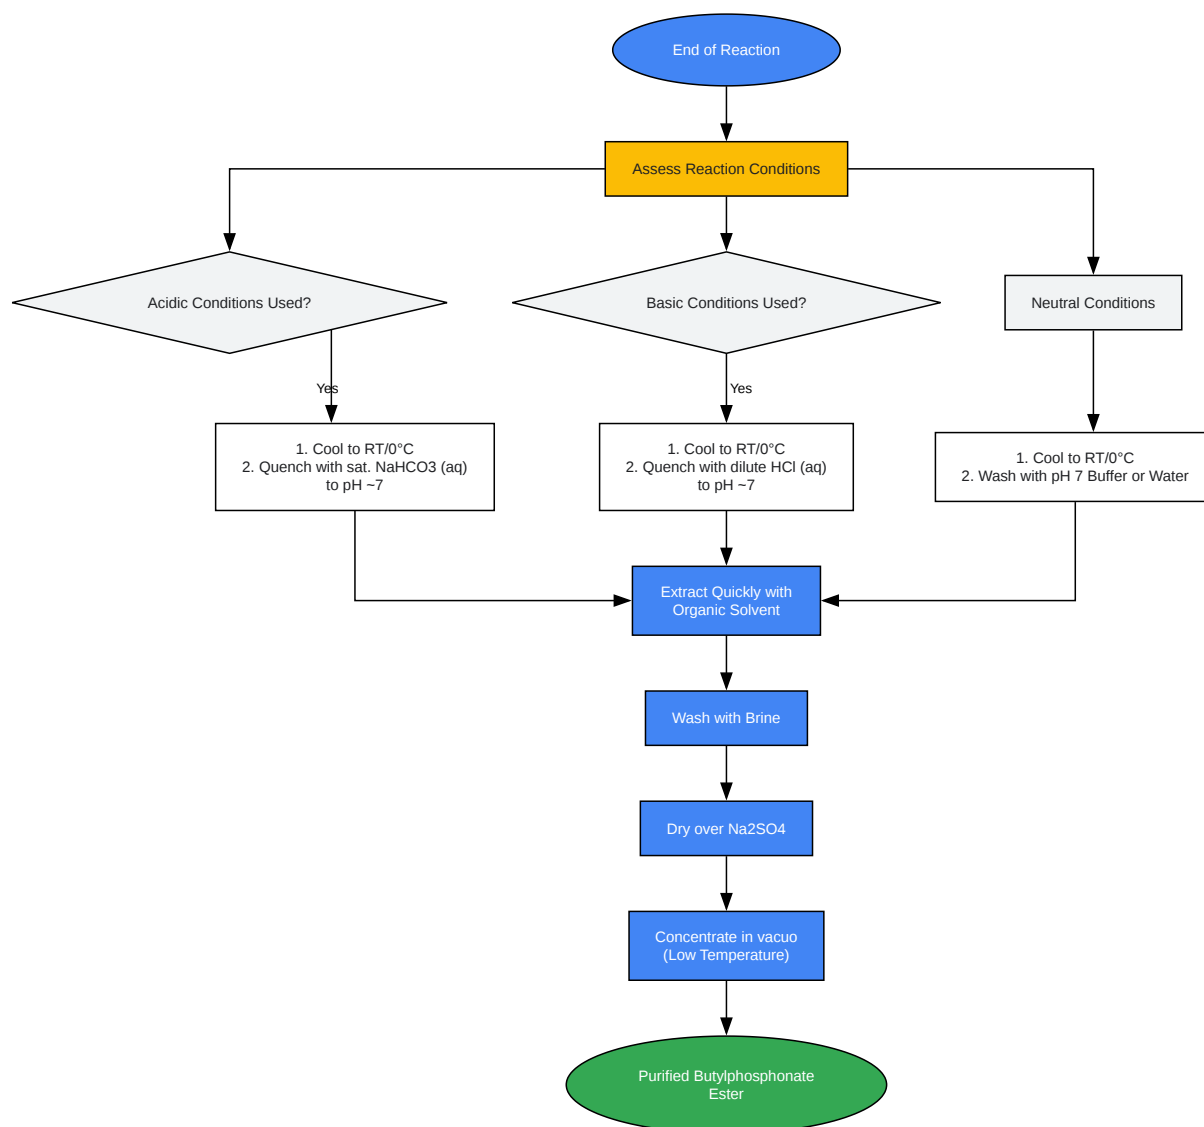 End of Reaction
Assess Reaction Conditions
Acidic Conditions Used?
Basic Conditions Used?
Neutral Conditions
Yes
Yes
1. Cool to RT/0°C
2. Quench with sat. NaHCO3 (aq)
to pH ~7
1. Cool to RT/0°C
2. Quench with dilute HCl (aq)
to pH ~7
1. Cool to RT/0°C
2. Wash with pH 7 Buffer or Water
Extract Quickly with
Organic Solvent
Wash with Brine
Dry over Na2SO4
Concentrate in vacuo
(Low Temperature)
Purified Butylphosphonate
Ester